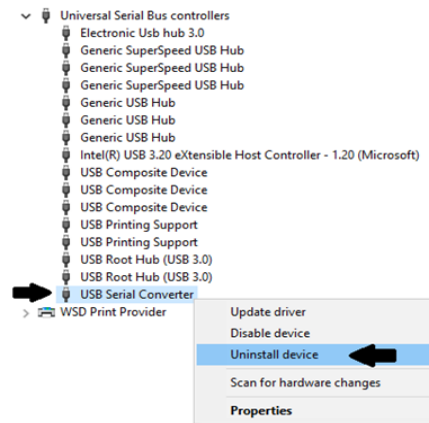 Universal Serial Bus controllers
Electronic Usb hub 3.0
Generic SuperSpeed USB Hub
Generic SuperSpeed USB Hub
Generic SuperSpeed USB Hub
Generic USB Hub
Generic USB Hub
Generic USB Hub
Intel(R) USB 3.20 eXtensible Host Controller - 1.20 (Microsoft)
USB Composite Device
USB Composite Device
USB Composite Device
USB Printing Support
USB Printing Support
USB Root Hub (USB 3.0)
USB Root Hub (USB 3.0)
USB Serial Converter
WSD Print Provider
Update driver
Disable device
Uninstall device
Scan for hardware changes
Properties